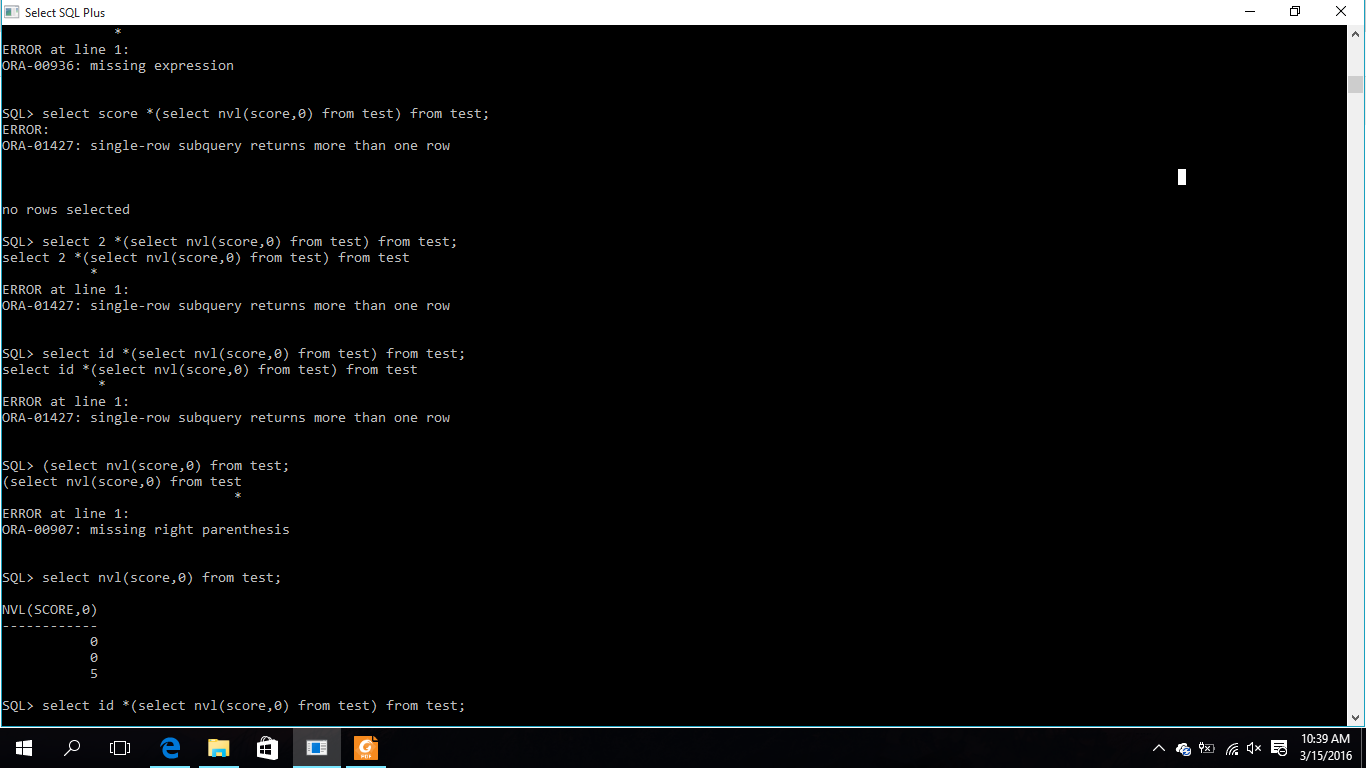 Select SQL Plus
*
ERROR at line 1:
ORA-00936: missing expression
SQL> select score *(select nvl(score,0) from test) from test;
ERROR:
ORA-01427: single-row subquery returns more than one row
no rows selected
SQL> select 2 *(select nvl(score,0) from test) from test;
select 2 *(select nvl(score,0) from test) from test
*
ERROR at line 1:
ORA-01427: single-row subquery returns more than one row
SQL> select id *(select nvl(score,0) from test) from test;
select id *(select nvl(score,0) from test) from test
*
ERROR at line 1:
ORA-01427: single-row subquery returns more than one row
SQL> (select nvl(score,0) from test;
(select nvl(score,0) from test
*
ERROR at line 1:
ORA-00907: missing right parenthesis
SQL> select nvl(score,0) from test;
NVL(SCORE,0)
------------
0
0
5
SQL> select id *(select nvl(score,0) from test) from test;
10:39 AM
3/15/2016